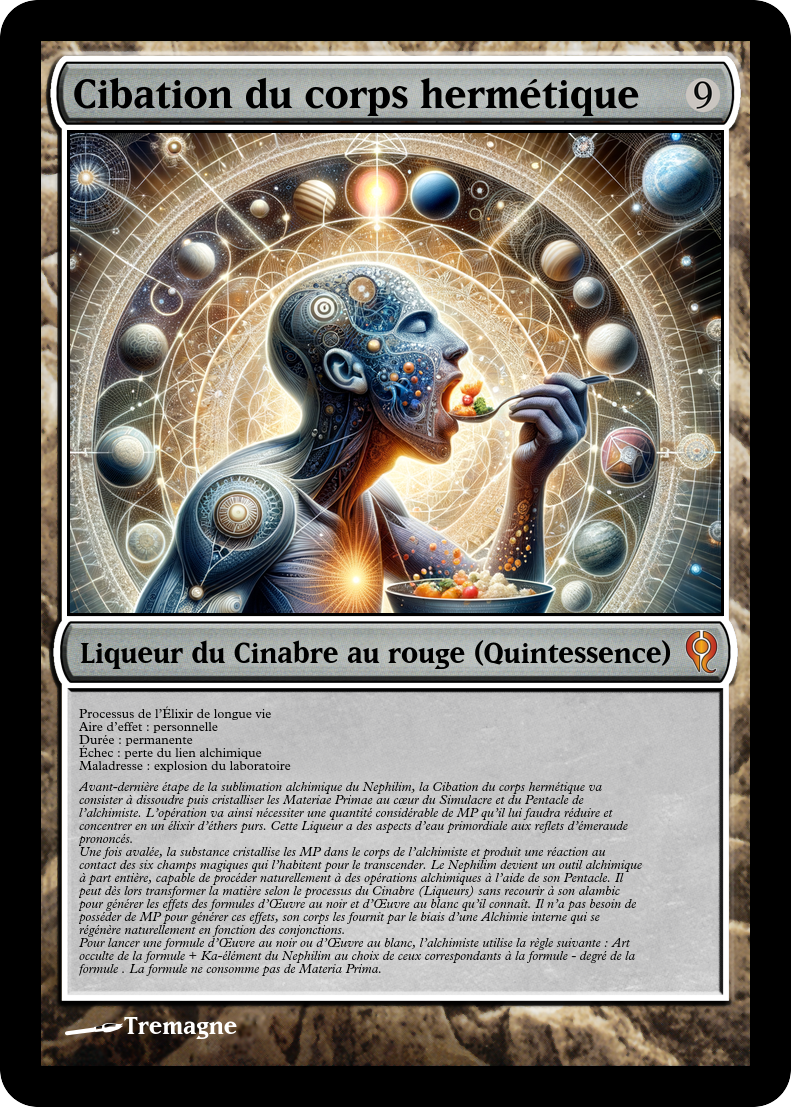 Cibation du corps hermétique
9
Liqueur du Cinabre au rouge (Quintessence)
Processus de l'Élixir de longue vie
Aire d'effet : personnelle
Durée : permanente
Échec : perte du lien alchimique
Maladresse : explosion du laboratoire
Avant-dernière étape de la sublimation alchimique du Nephilim, la Cibation du corps hermétique va
consister à dissoudre puis cristalliser les Materiae Primae au cœur du Simulacre et du Pentacle de
l'alchimiste. L'opération va ainsi nécessiter une quantité considérable de MP qu'il lui faudra réduire et
concentrer en un élixir d'éthers purs. Cette Liqueur a des aspects d'eau primordiale aux reflets d'émeraude
prononcés.
Une fois avalée, la substance cristallise les MP dans le corps de l'alchimiste et produit une réaction au
contact des six champs magiques qui l'habitent pour le transcender. Le Nephilim devient un outil alchimique
à part entière, capable de procéder naturellement à des opérations alchimiques à l'aide de son Pentacle. Il
peut dès lors transformer la matière selon le processus du Cinabre (Liqueurs) sans recourir à son alambic
pour générer les effets des formules d'Œuvre au noir et d'Œuvre au blanc qu'il connaît. Il n'a pas besoin de
posséder de MP pour générer ces effets, son corps les fournit par le biais d'une Alchimie interne qui se
régénère naturellement en fonction des conjonctions.
Pour lancer une formule d'Œuvre au noir ou d'Œuvre au blanc, l'alchimiste utilise la règle suivante : Art
occulte de la formule + Ka-élément du Nephilim au choix de ceux correspondants à la formule - degré de la
formule . La formule ne consomme pas de Materia Prima.
Tremagne